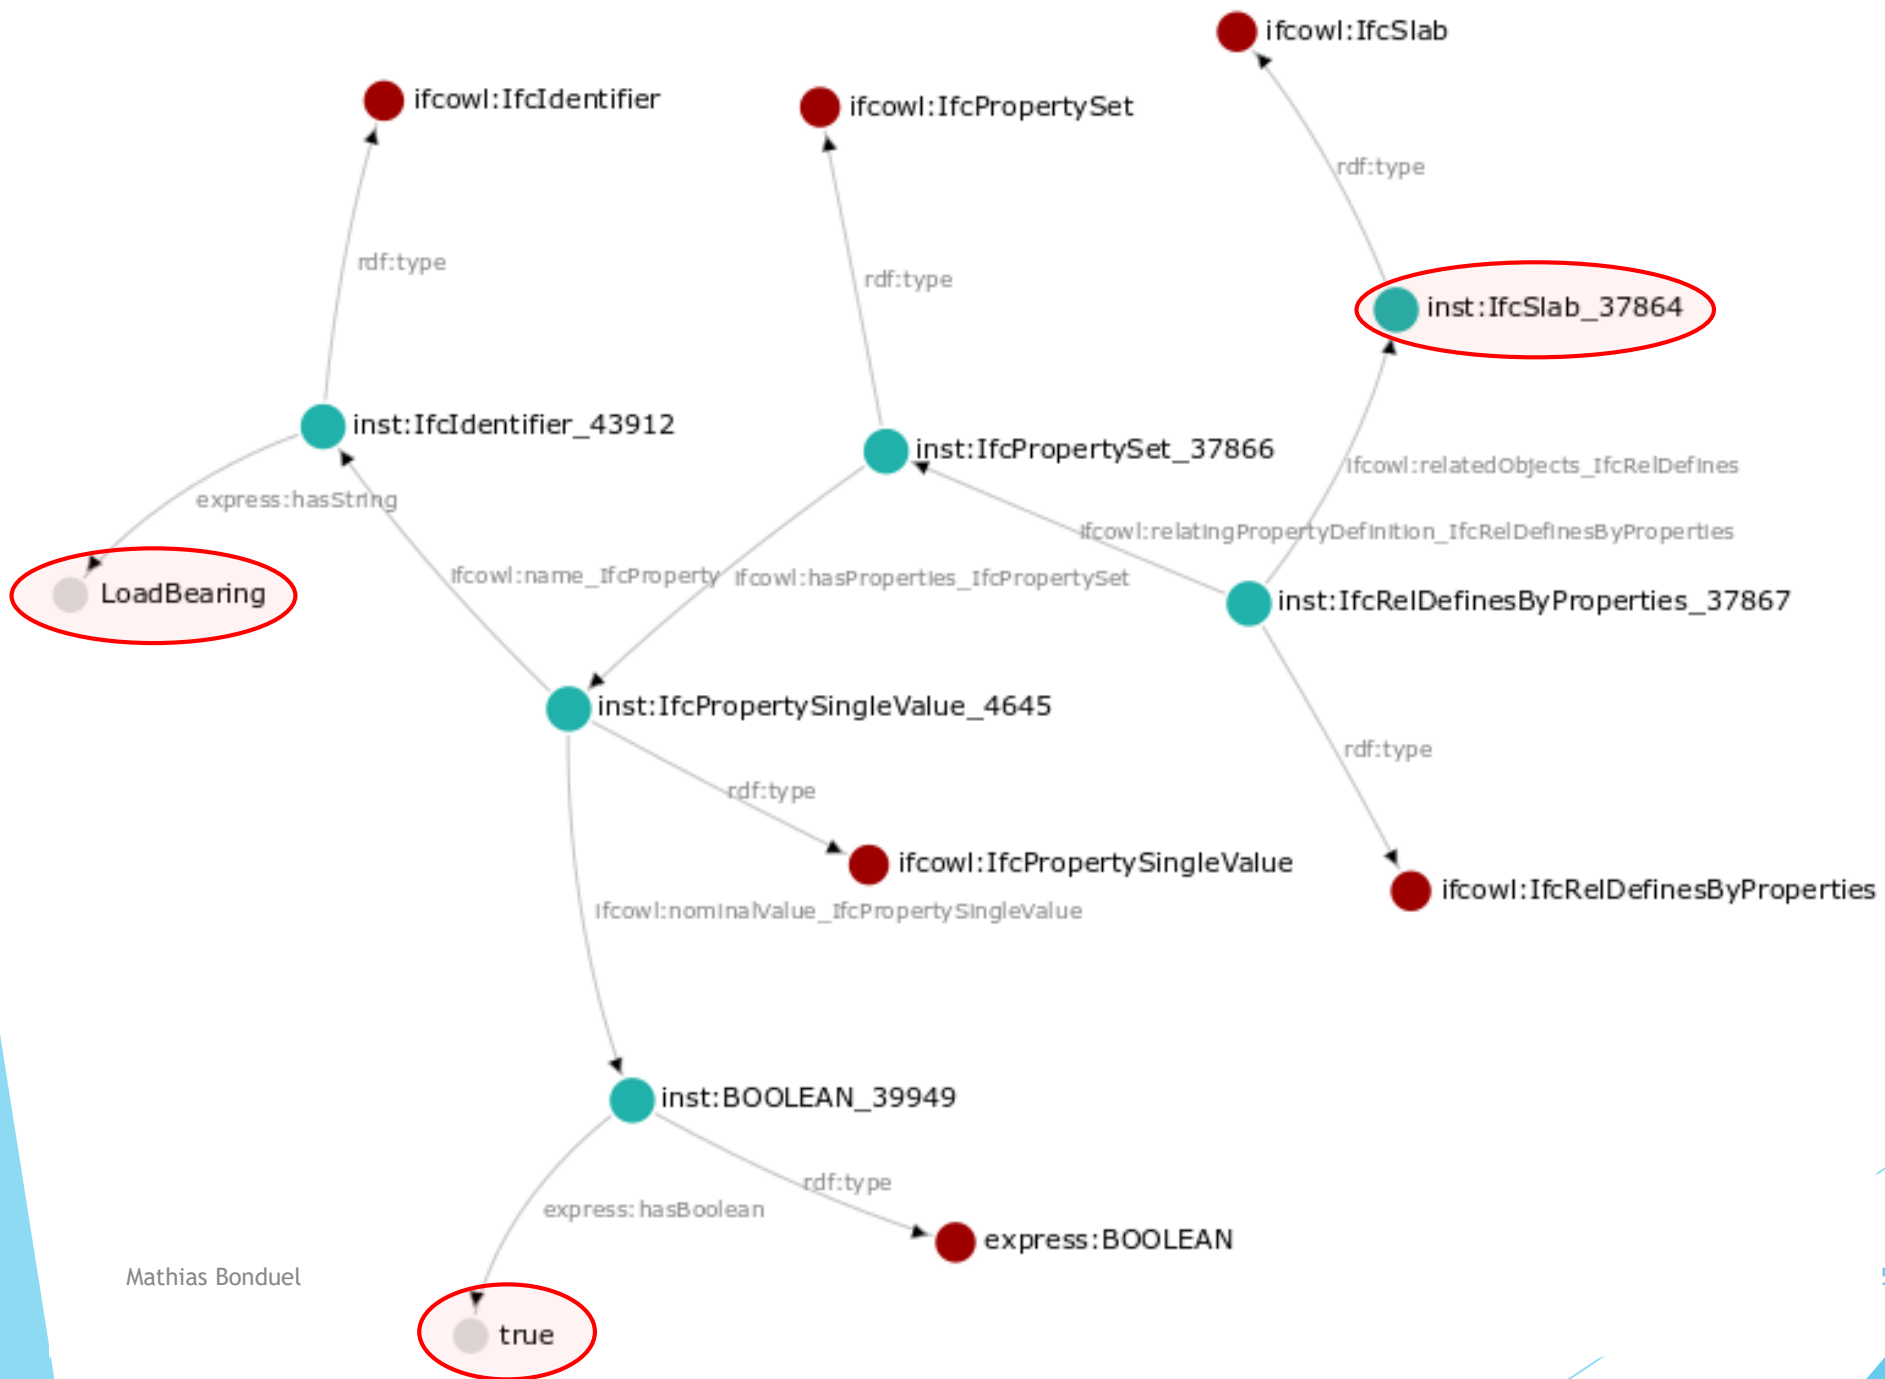 ifcowl:IfcSlab
ifcowl:IfcIdentifier
ifcowl:IfcPropertySet
rdf:type
rdf:type
rdf:type
inst:IfcSlab_37864
inst:IfcIdentifier_43912
inst:IfcPropertySet_37866
ifcowl:relatedObjects_IfcRelDefines
express:hasString
ifcowl:relatingPropertyDefinition_IfcRelDefinesByProperties
ifcowl:name_IfcProperty
ifcowl:hasProperties_IfcPropertySet
LoadBearing
inst:IfcRelDefinesByProperties_37867
inst:IfcPropertySingleValue_4645
rdf:type
rdf:type
ifcowl:IfcPropertySingleValue
ifcowl:IfcRelDefinesByProperties
ifcowl:nominalValue_IfcPropertySingleValue
inst:BOOLEAN_39949
rdf:type
express:hasBoolean
express:BOOLEAN
Mathias Bonduel
true